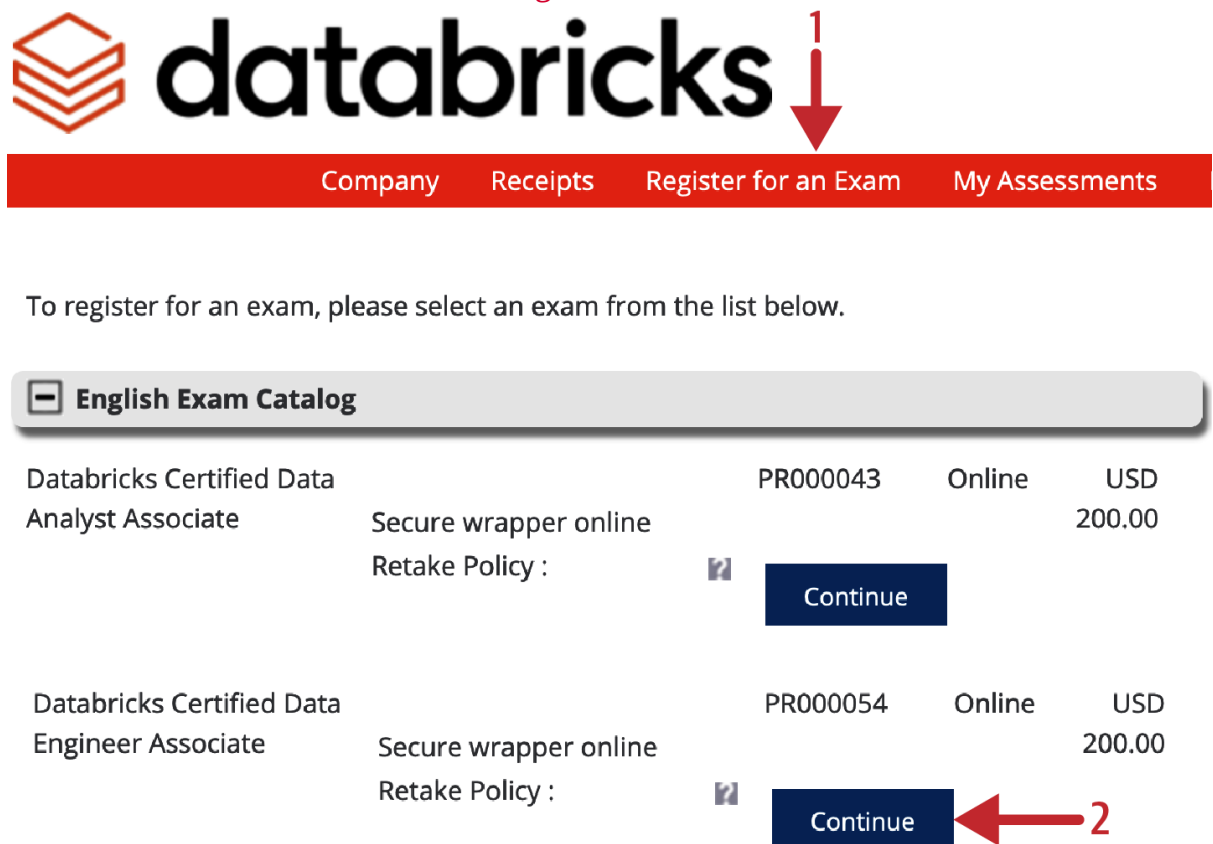 1
databricks
Company Receipts Register for an Exam My Assessments
To register for an exam, please select an exam from the list below.
English Exam Catalog
Databricks Certified Data PR000043 Online USD
Analyst Associate Secure wrapper online 200.00
Retake Policy : ?
Continue
Databricks Certified Data PR000054 Online USD
Engineer Associate Secure wrapper online 200.00
Retake Policy : ?
Continue 2